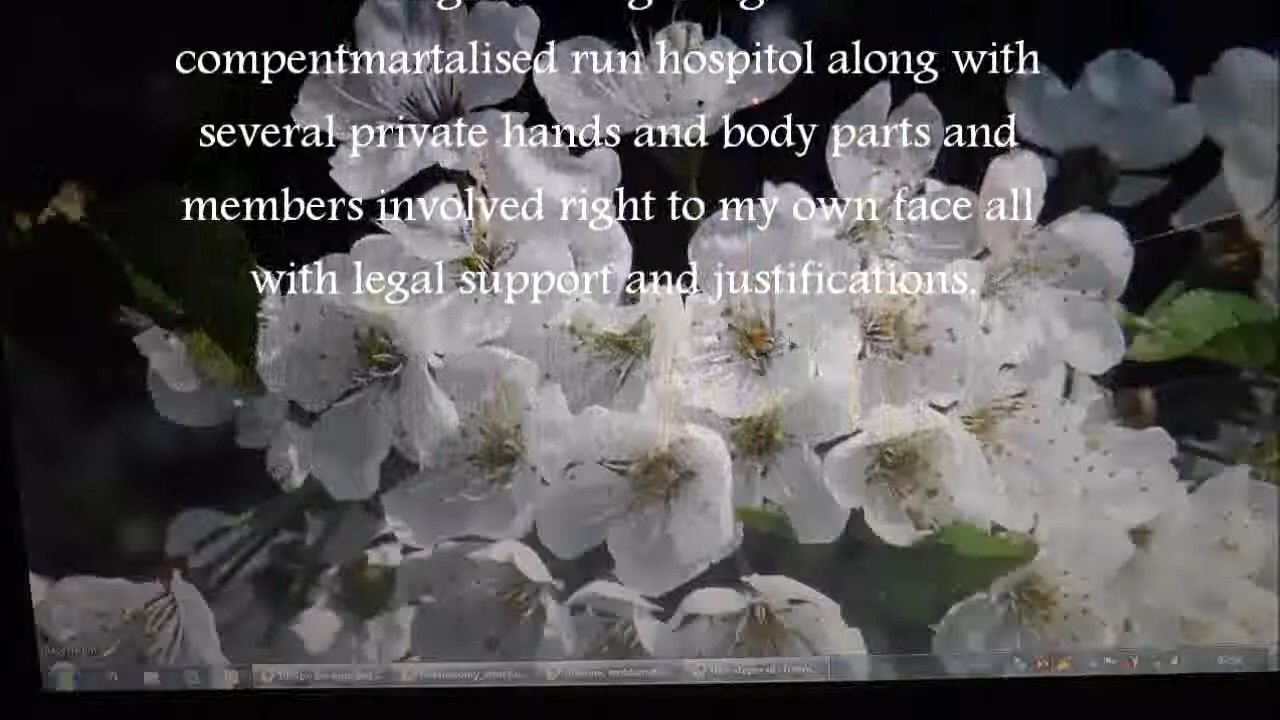 compentmartalised run hospitol along with
several private hands and body parts and
members involved right to my own face all
with legal support and justifications.